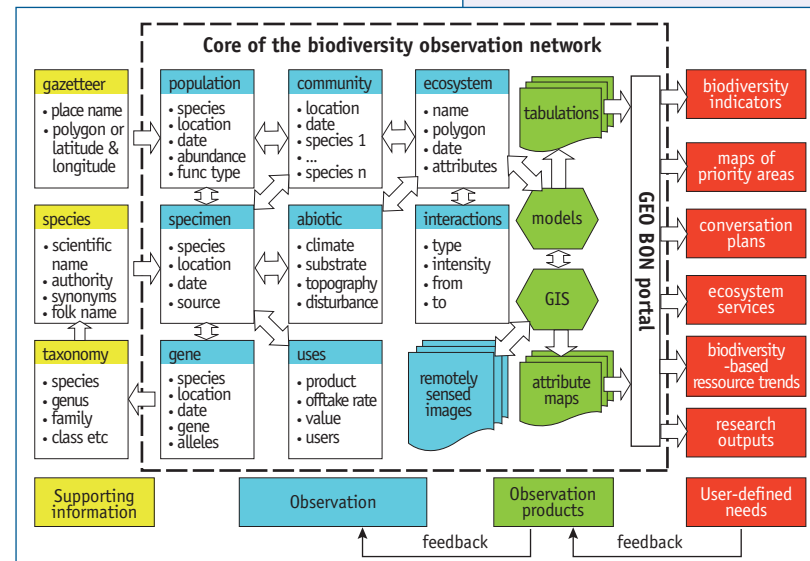 Core of the biodiversity observation network
gazetteer
• place name
• polygon or
latitude &
longitude
population
• species
• location
• date
• abundance
• func type
community
• location
• date
• species 1
• ...
• species n
ecosystem
• name
• polygon
• date
• attributes
tabulations
species
• scientific
name
• authority
• synonyms
• folk name
specimen
• species
• location
• date
• source
abiotic
• climate
• substrate
• topography
• disturbance
interactions
• type
• intensity
• from
• to
models
GIS
taxonomy
• species
• genus
• family
• class etc
gene
• species
• location
• date
• gene
• alleles
uses
• product
• offtake rate
• value
• users
remotely
sensed
images
attribute
maps
GEO BON portal
biodiversity
indicators
maps of
priority areas
conversation
plans
ecosystem
services
biodiversity
-based
ressource trends
research
outputs
Supporting
information
Observation
Observation
products
User-defined
needs
feedback
feedback